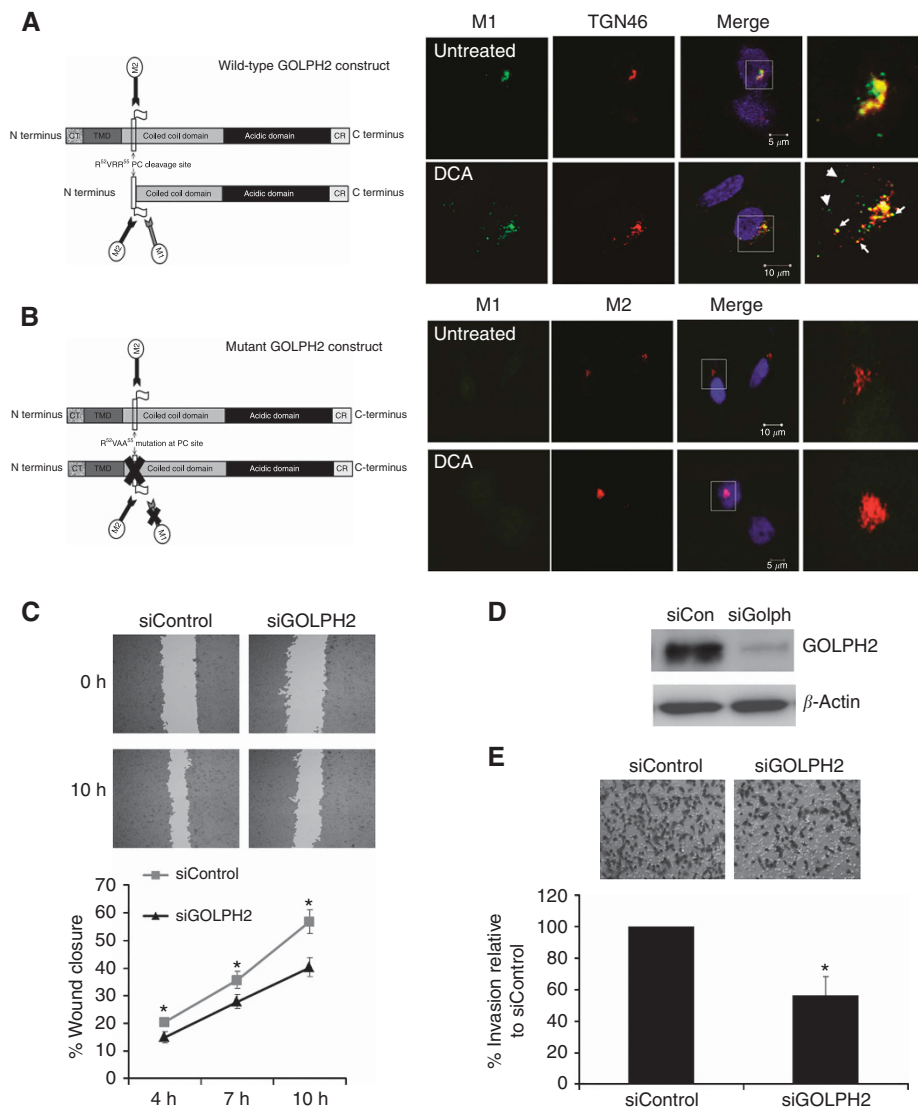 A
M1 TGN46 Merge
Wild-type GOLPH2 construct
M2
N terminus CT TMD Coiled coil domain Acidic domain CR C terminus
R52VRR55 PC cleavage site
N terminus Coiled coil domain Acidic domain CR C terminus
M2 M1
Untreated
5 μm
DCA
10 μm
B
M1 M2 Merge
Mutant GOLPH2 construct
M2
N terminus CT TMD Coiled coil domain Acidic domain CR C-terminus
R52VAA55 mutation at PC site
N terminus CT TMD Coiled coil domain Acidic domain CR C-terminus
M2 M1
Untreated
10 μm
DCA
5 μm
C
siControl siGOLPH2
0 h
10 h
siControl
siGOLPH2
% Wound closure
70
60
50
40
30
20
10
0
* * *
4 h 7 h 10 h
D
siCon siGolph
GOLPH2
β-Actin
E
siControl siGOLPH2
% Invasion relative
to siControl
120
100
80
60
40
20
0
*
siControl siGOLPH2